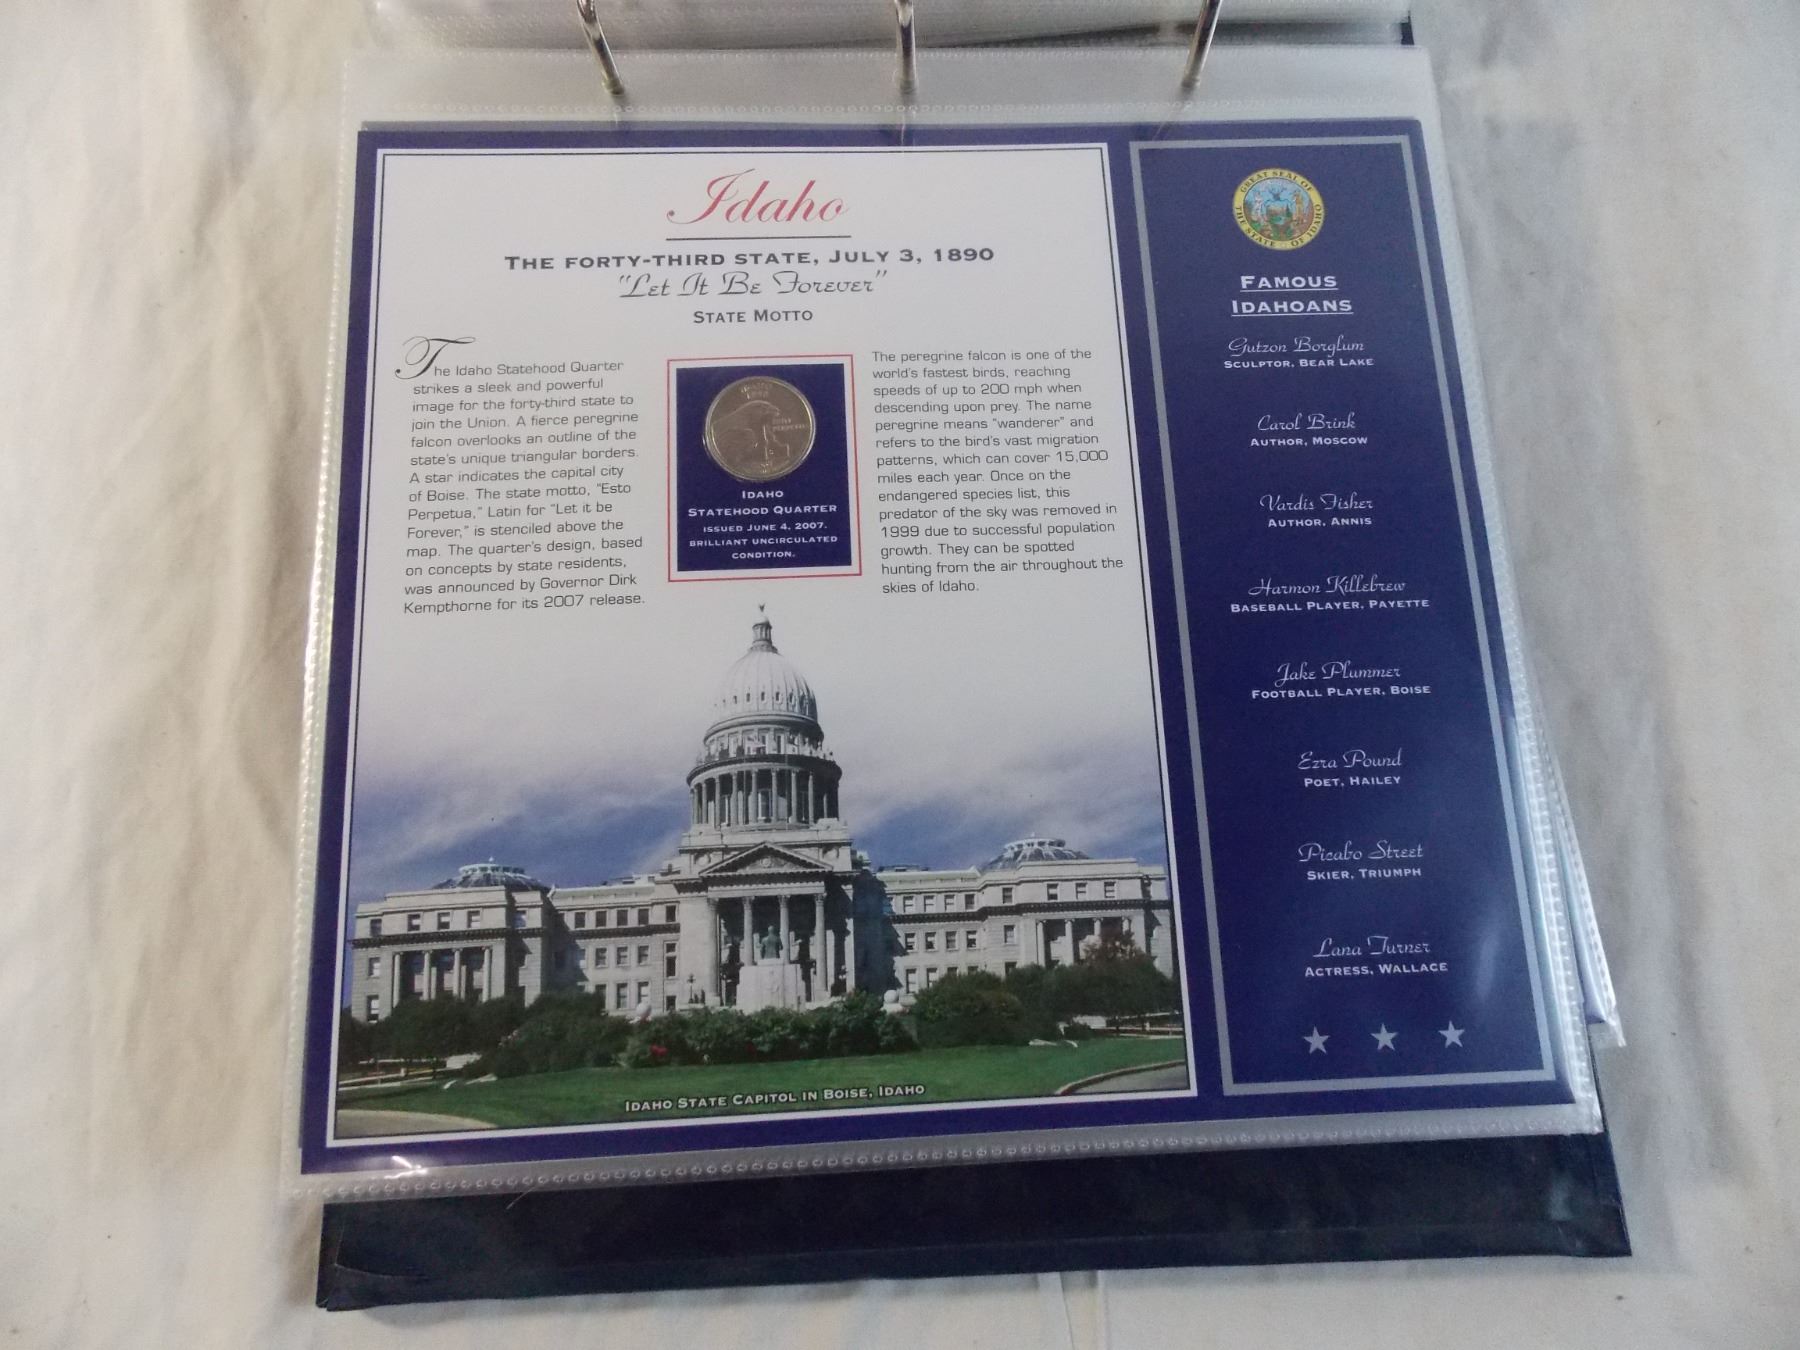 Idaho
THE FORTY-THIRD STATE, JULY 3, 1890
"Let It Be Forever"
STATE MOTTO
The Idaho Statehood Quarter
strikes a sleek and powerful
image for the forty-third state to
join the Union. A fierce peregrine
falcon overlooks an outline of the
state's unique triangular borders.
A star indicates the capital city
of Boise. The state motto, "Esto
Perpetua," Latin for "Let it be
Forever," is stenciled above the
map. The quarter's design, based
on concepts by state residents,
was announced by Governor Dirk
Kempthorne for its 2007 release.
IDAHO
1890
ESTO
PERPETUA
IDAHO
STATEHOOD QUARTER
ISSUED JUNE 4, 2007.
BRILLIANT UNCIRCULATED
CONDITION.
The peregrine falcon is one of the
world's fastest birds, reaching
speeds of up to 200 mph when
descending upon prey. The name
peregrine means "wanderer" and
refers to the bird's vast migration
patterns, which can cover 15,000
miles each year. Once on the
endangered species list, this
predator of the sky was removed in
1999 due to successful population
growth. They can be spotted
hunting from the air throughout the
skies of Idaho.
IDAHO STATE CAPITOL IN BOISE, IDAHO
GREAT SEAL OF
THE STATE OF IDAHO
FAMOUS
IDAHOANS
Gutzon Borglum
SCULPTOR, BEAR LAKE
Carol Brink
AUTHOR, MOSCOW
Vardis Fisher
AUTHOR, ANNIS
Harmon Killebrew
BASEBALL PLAYER, PAYETTE
Jake Plummer
FOOTBALL PLAYER, BOISE
Ezra Pound
POET, HAILEY
Picabo Street
SKIER, TRIUMPH
Lana Turner
ACTRESS, WALLACE